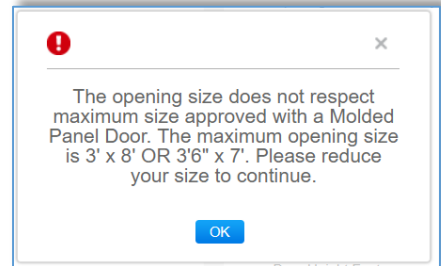 The opening size does not respect
maximum size approved with a Molded
Panel Door. The maximum opening size
is 3' x 8' OR 3'6" x 7'. Please reduce
your size to continue.
OK